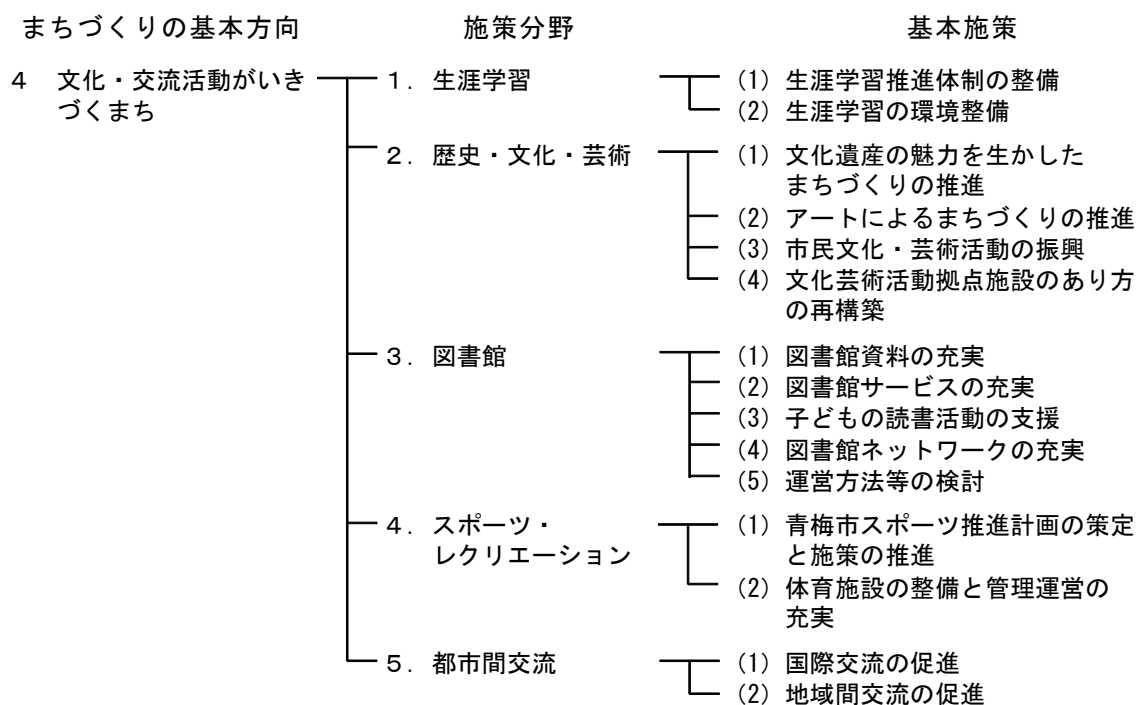 まちづくりの基本方向　施策分野　基本施策
４　文化・交流活動がいき　１．生涯学習　(1) 生涯学習推進体制の整備
づくまち　(2) 生涯学習の環境整備
２．歴史・文化・芸術　(1) 文化遺産の魅力を生かした
まちづくりの推進
(2) アートによるまちづくりの推進
(3) 市民文化・芸術活動の振興
(4) 文化芸術活動拠点施設のあり方
の再構築
３．図書館　(1) 図書館資料の充実
(2) 図書館サービスの充実
(3) 子どもの読書活動の支援
(4) 図書館ネットワークの充実
(5) 運営方法等の検討
４．スポーツ・　(1) 青梅市スポーツ推進計画の策定
レクリエーション　と施策の推進
(2) 体育施設の整備と管理運営の
充実
５．都市間交流　(1) 国際交流の促進
(2) 地域間交流の促進